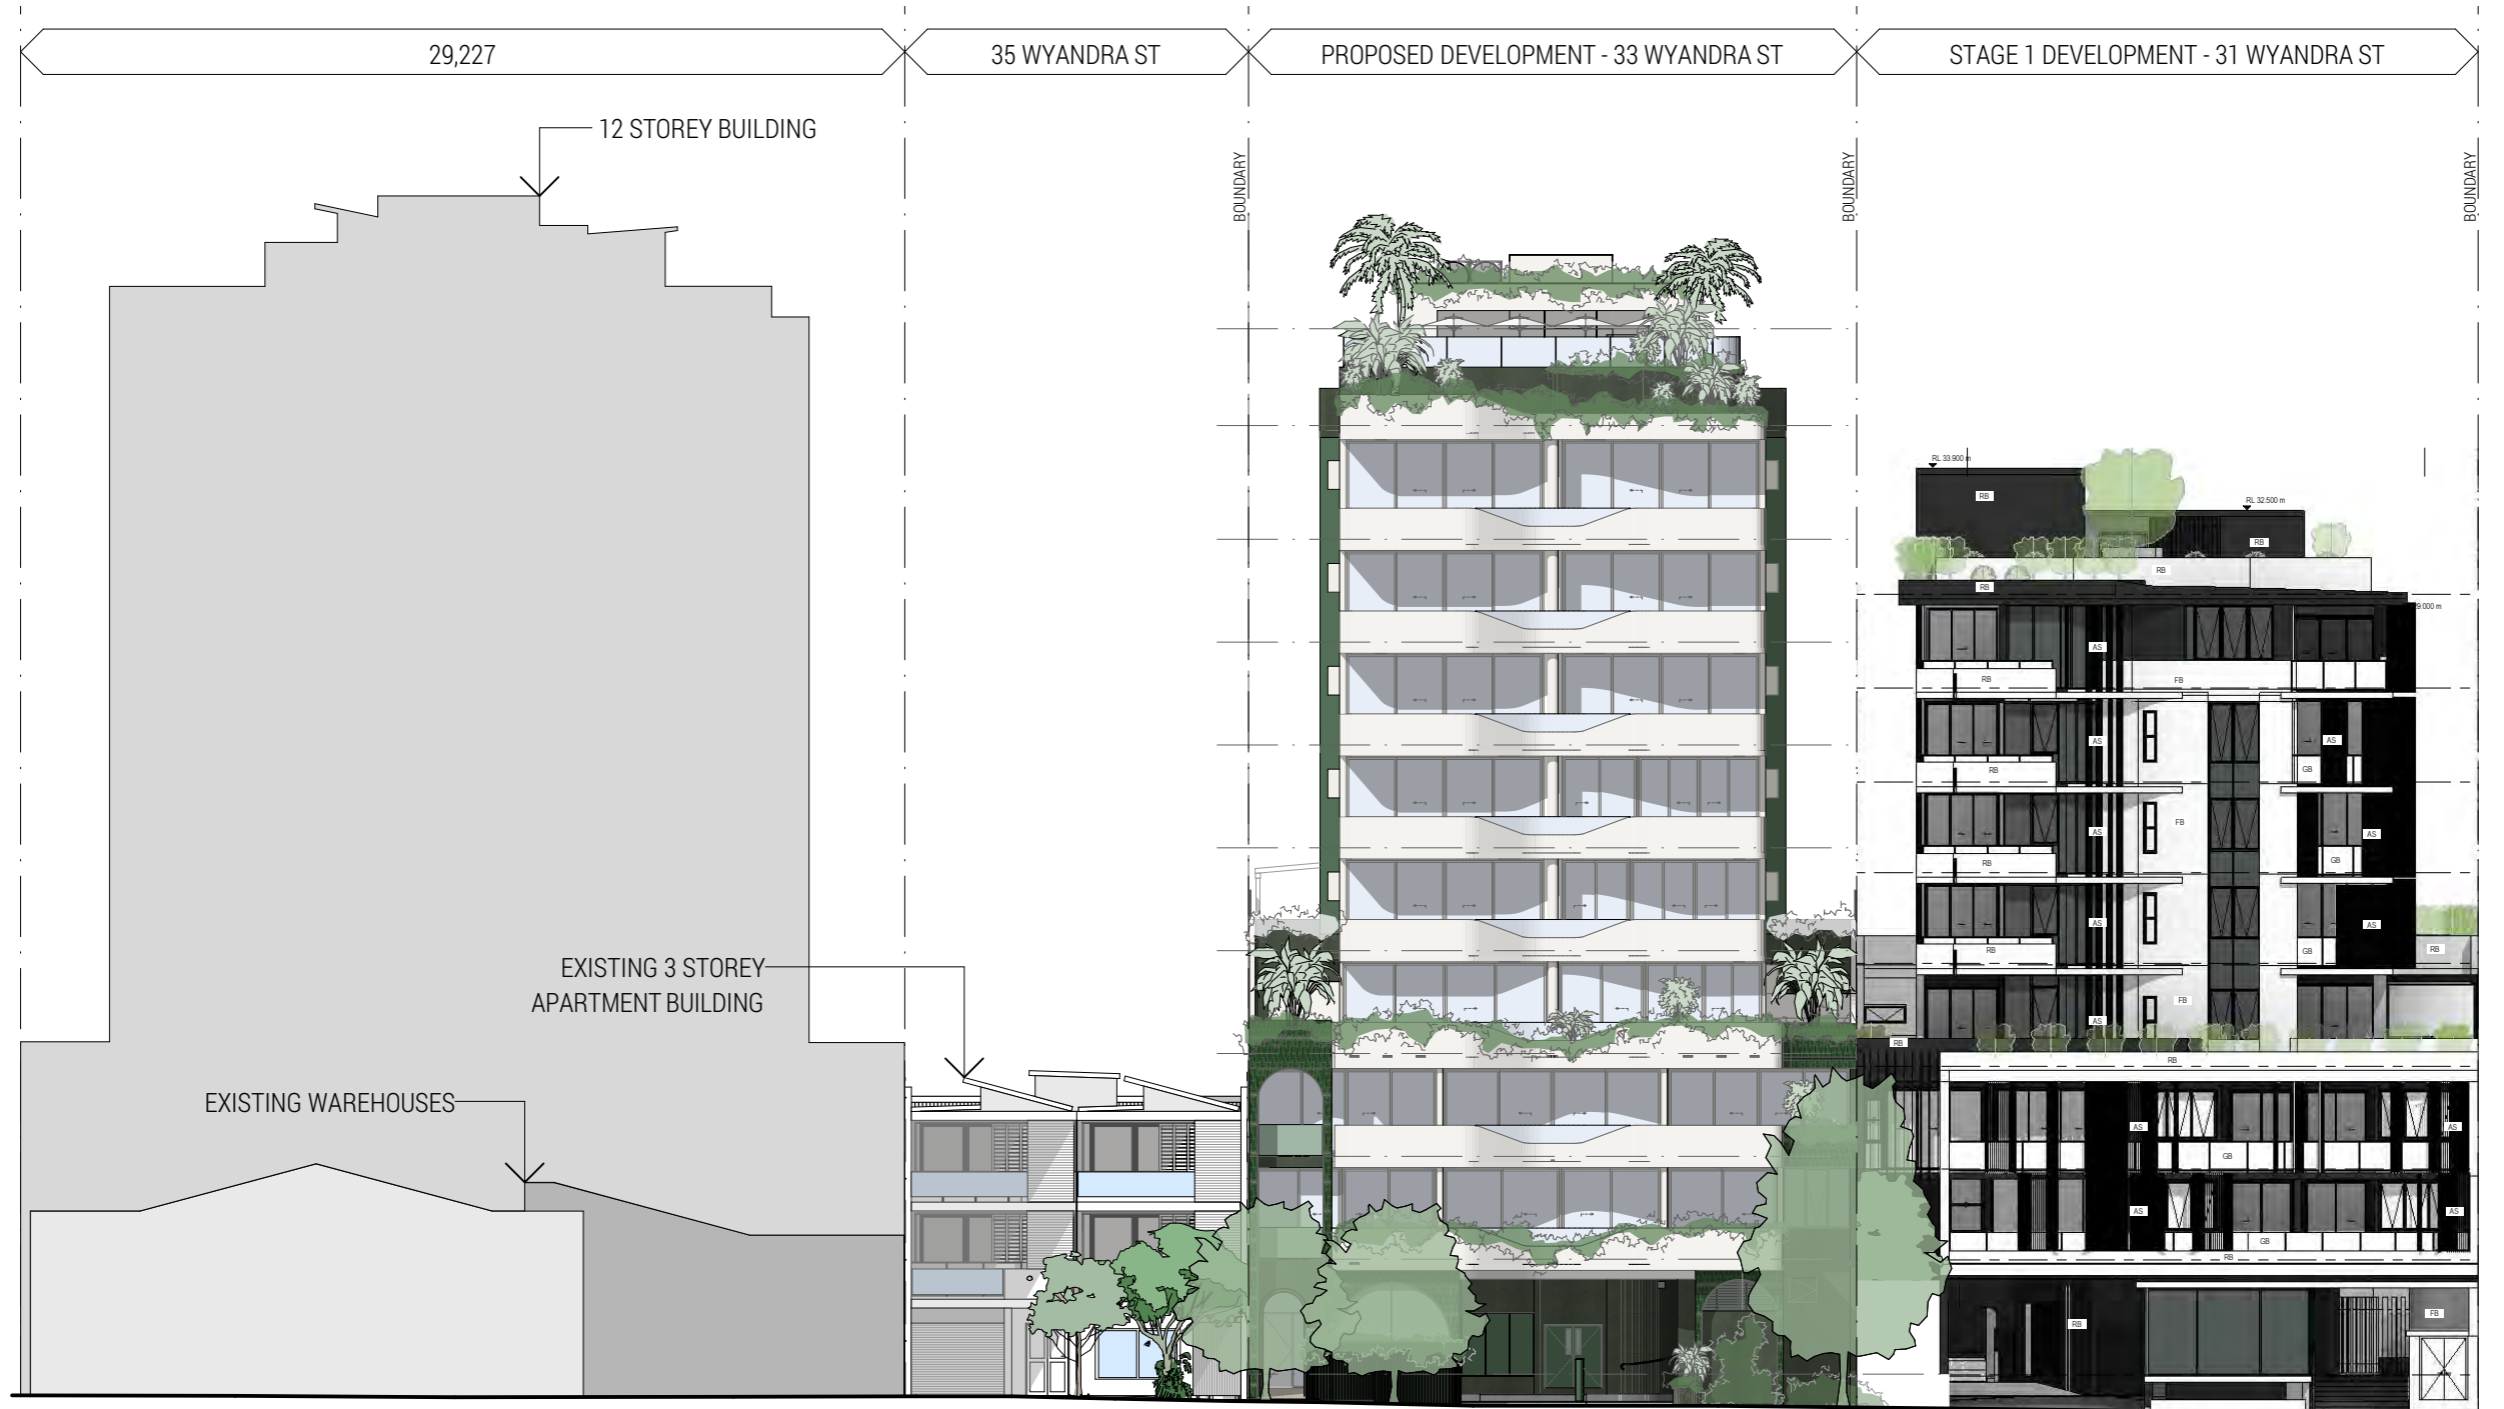 29,227
35 WYANDRA ST
PROPOSED DEVELOPMENT - 33 WYANDRA ST
STAGE 1 DEVELOPMENT - 31 WYANDRA ST
12 STOREY BUILDING
BOUNDARY
BOUNDARY
BOUNDARY
RL 33.900 m
RB
RL 32.500 m
RB
RB
RB
9.000 m
AS
RB
FB
AS
AS
RB
GB
FB
AS
AS
RB
GB
AS
AS
RB
GB
RB
EXISTING 3 STOREY
APARTMENT BUILDING
FB
AS
RB
RB
EXISTING WAREHOUSES
AS
AS
GB
AS
AS
GB
RB
FB
RB